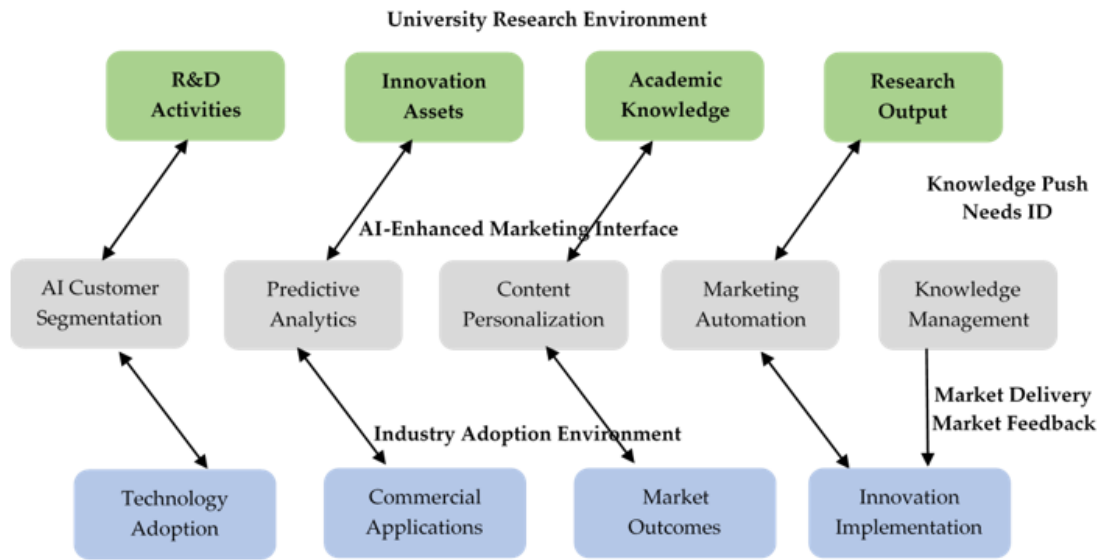 University Research Environment
R&D
Activities
Innovation
Assets
Academic
Knowledge
Research
Output
Knowledge Push
Needs ID
AI-Enhanced Marketing Interface
AI Customer
Segmentation
Predictive
Analytics
Content
Personalization
Marketing
Automation
Knowledge
Management
Market Delivery
Market Feedback
Industry Adoption Environment
Technology
Adoption
Commercial
Applications
Market
Outcomes
Innovation
Implementation